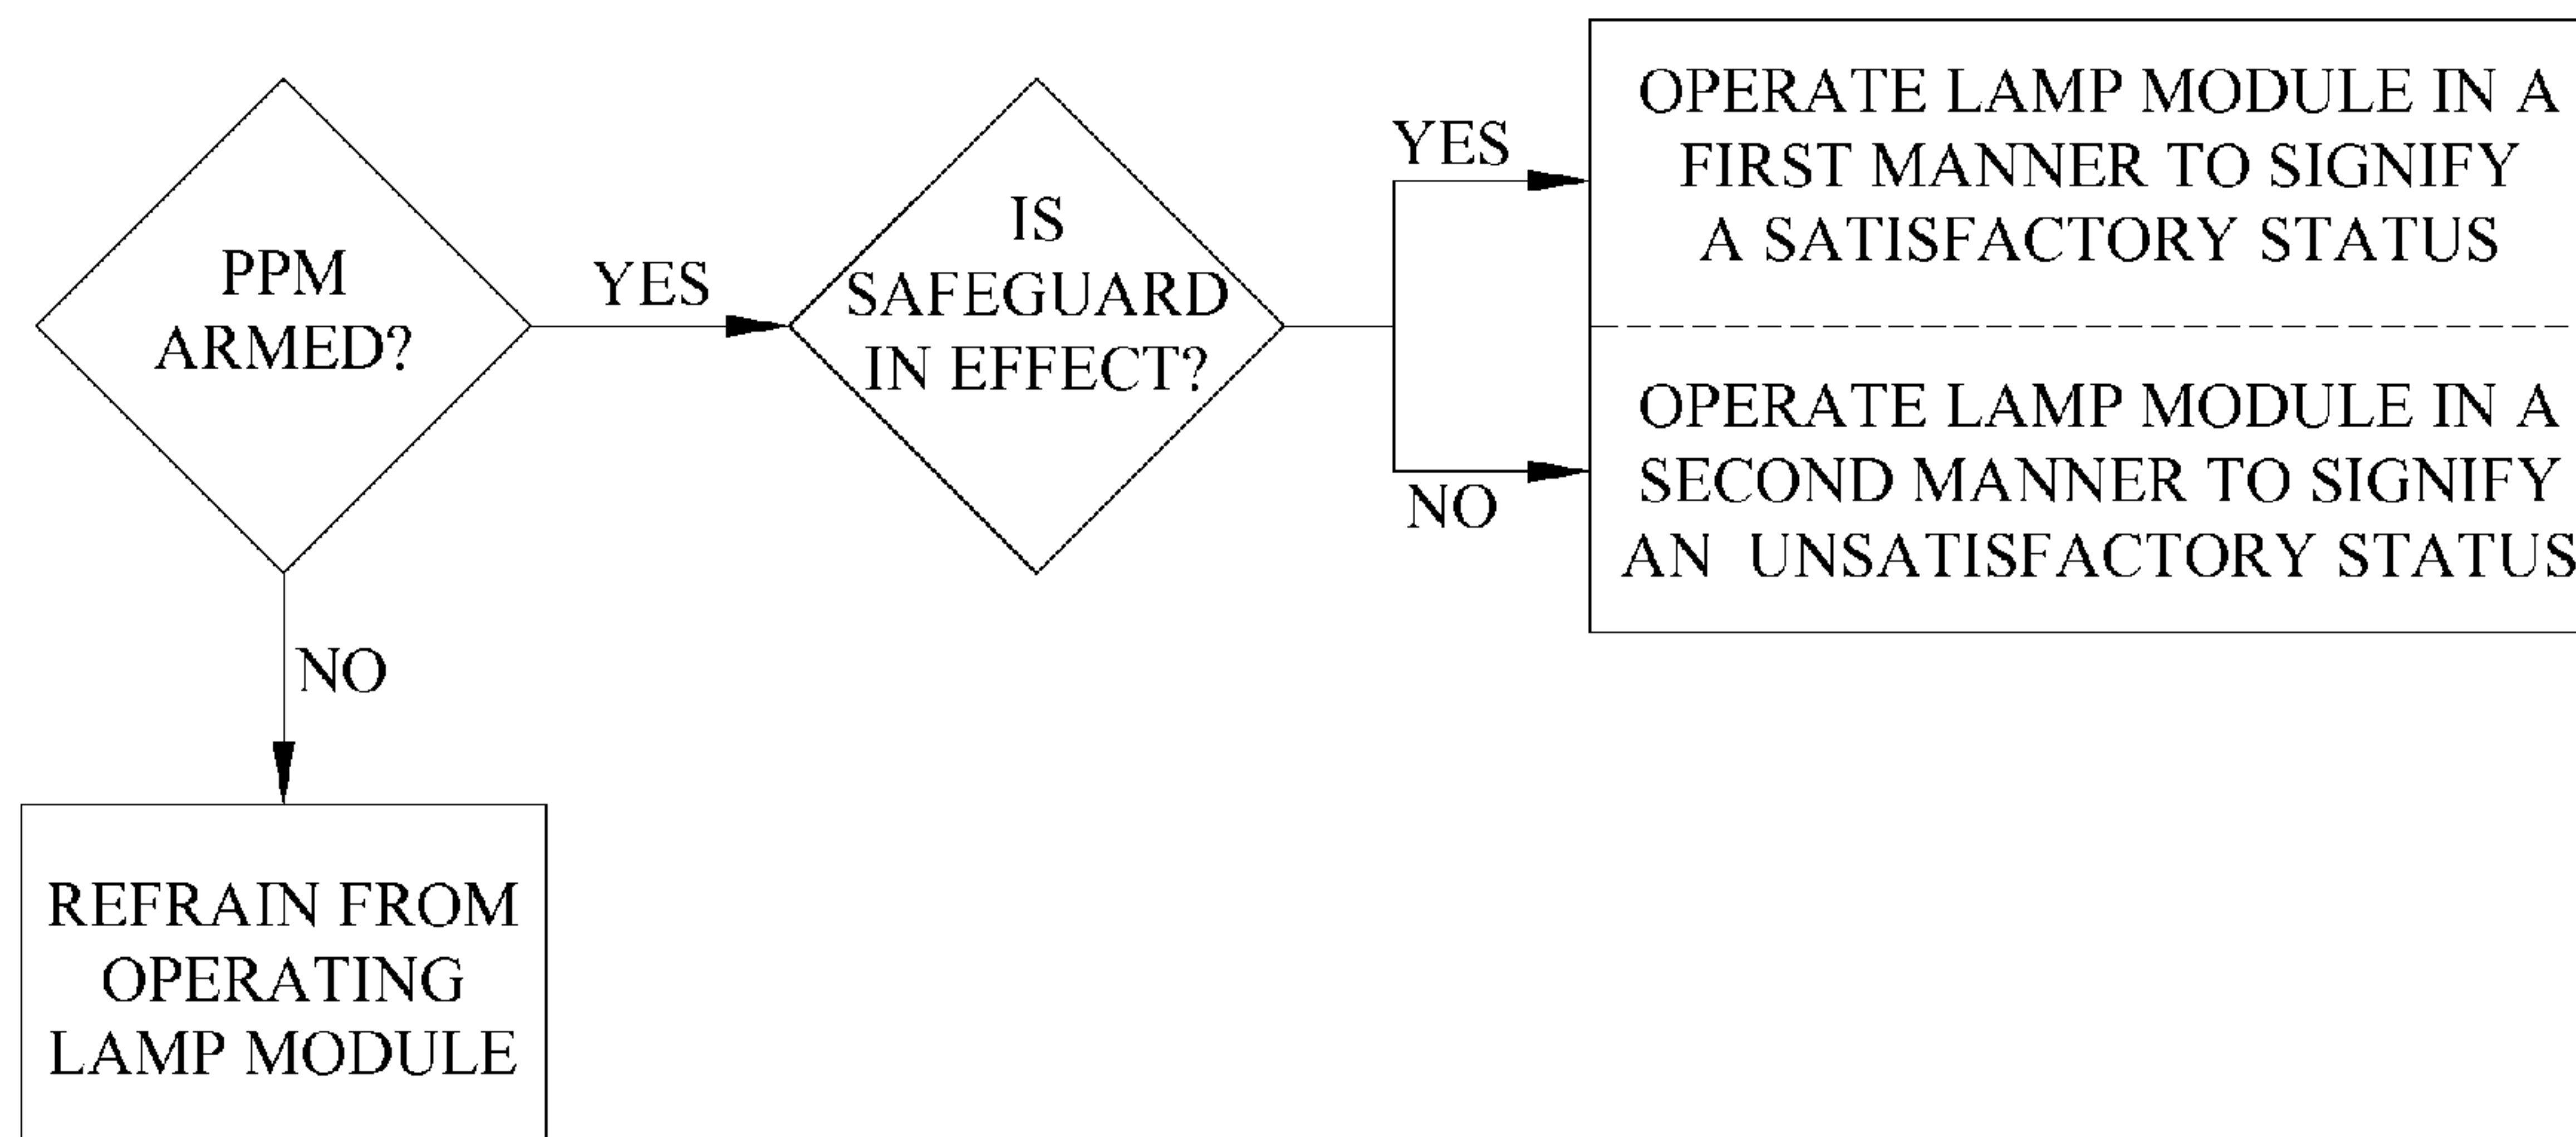 PPM
ARMED?
YES
IS
SAFEGUARD
IN EFFECT?
YES
OPERATE LAMP MODULE IN A
FIRST MANNER TO SIGNIFY
A SATISFACTORY STATUS
NO
OPERATE LAMP MODULE IN A
SECOND MANNER TO SIGNIFY
AN UNSATISFACTORY STATUS
NO
REFRAIN FROM
OPERATING
LAMP MODULE